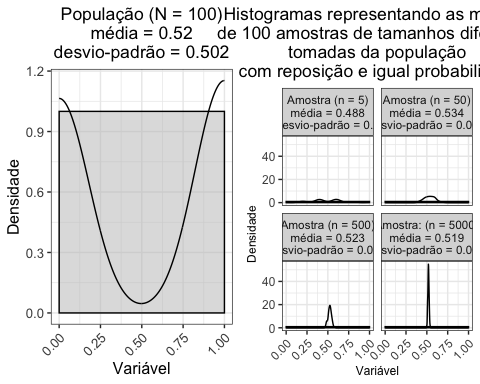 População (N = 100)
média = 0.52
desvio-padrão = 0.502
Densidade
1.2
0.9
0.6
0.3
0.0
0.00 0.25 0.50 0.75 1.00
Variável
Histogramas representando as m
de 100 amostras de tamanhos dif
tomadas da população
com reposição e igual probabili
Densidade
Amostra (n = 5)
média = 0.488
esvio-padrão = 0.
Amostra (n = 50)
média = 0.534
svio-padrão = 0.0
40
20
0
Amostra (n = 500)
média = 0.523
svio-padrão = 0.0
mostra: (n = 5000
média = 0.519
svio-padrão = 0.0
40
20
0
0.00 0.25 0.50 0.75 1.00
0.00 0.25 0.50 0.75 1.00
Variável